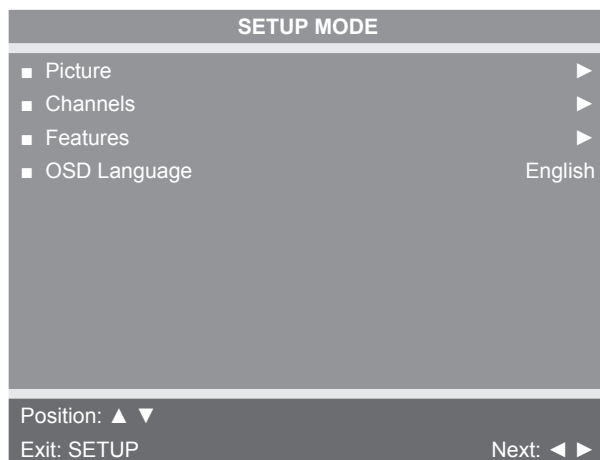 SETUP MODE
■ Picture ►
■ Channels ►
■ Features ►
■ OSD Language English
Position: ▲ ▼
Exit: SETUP Next: ◄ ►